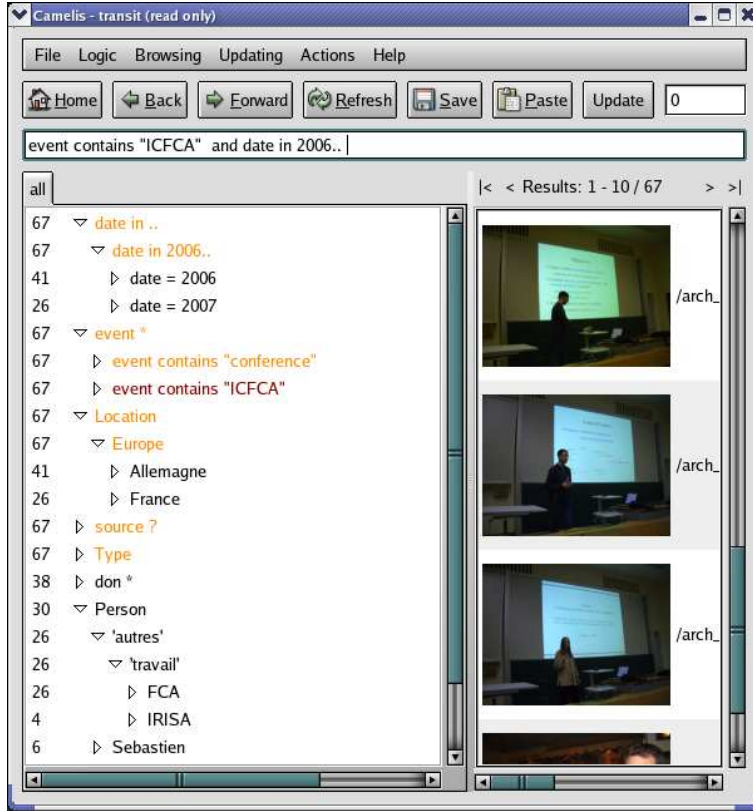 Camelis - transit (read only)
File Logic Browsing Updating Actions Help
Home Back Forward Refresh Save Paste Update 0
event contains "ICFCA"  and date in 2006..
all
|< < Results: 1 - 10 / 67 > >|
67 date in ..
67 date in 2006..
41 date = 2006
26 date = 2007
67 event *
67 event contains "conference"
67 event contains "ICFCA"
67 Location
67 Europe
41 Allemagne
26 France
67 source ?
67 Type
38 don *
30 Person
26 'autres'
26 'travail'
26 FCA
4 IRISA
6 Sebastien
/arch_
/arch_
/arch_